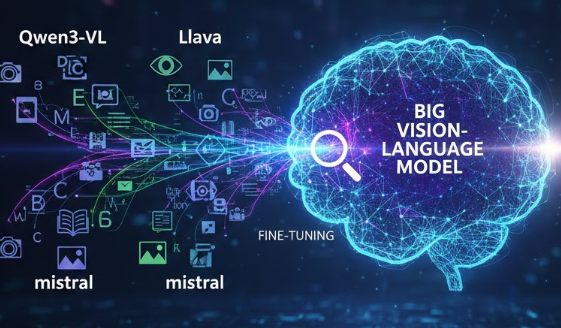 Qwen3-VL
Llava
BIG
VISION-
LANGUAGE
MODEL
FINE-TUNING
mistral
mistral